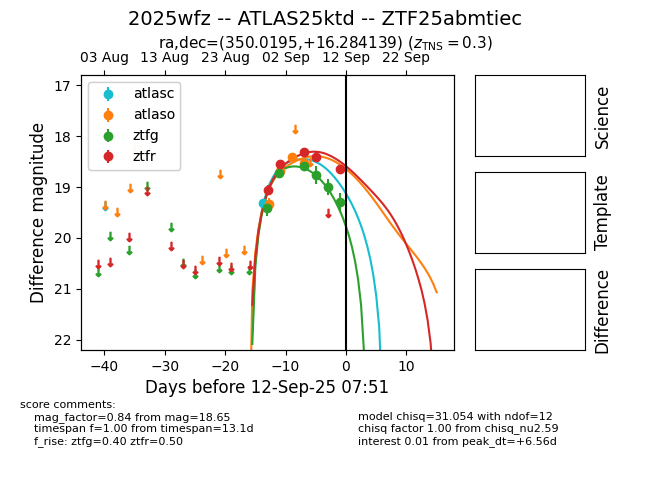 2025wfz -- ATLAS25ktd -- ZTF25abmtiec
ra,dec=(350.0195,+16.284139) (z_TNS = 0.3)
03 Aug 13 Aug 23 Aug 02 Sep 12 Sep 22 Sep
atlasc
atlaso
ztfg
ztfr
17
18
19
20
21
22
Difference magnitude
−40 −30 −20 −10 0 10
Days before 12-Sep-25 07:51
Science
Template
Difference
score comments:
mag_factor=0.84 from mag=18.65
timespan f=1.00 from timespan=13.1d
f_rise: ztfg=0.40 ztfr=0.50
model chisq=31.054 with ndof=12
chisq factor 1.00 from chisq_nu2.59
interest 0.01 from peak_dt=+6.56d